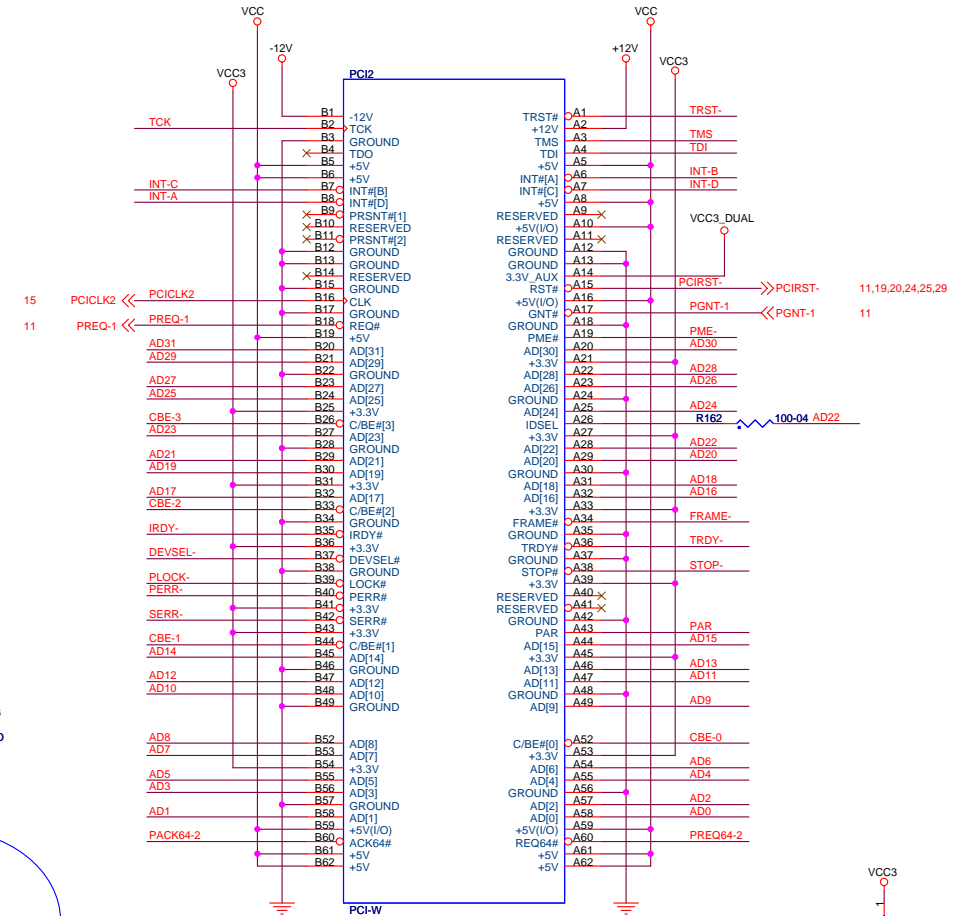 VCC
VCC
-12V
+12V
VCC3
VCC3
PCI2
B1 -12V TRST# A1 TRST-
TCK B2 TCK +12V A2
B3 GROUND TMS A3 TMS
B4 TDO TDI A4 TDI
B5 +5V +5V A5
B6 +5V INT#[A] A6 INT-B
INT-C B7 INT#[B] INT#[C] A7 INT-D
INT-A B8 INT#[D] +5V A8
B9 PRSNT#[1] RESERVED A9
B10 RESERVED +5V(I/O) A10
VCC3_DUAL
B11 PRSNT#[2] RESERVED A11
B12 GROUND GROUND A12
B13 GROUND GROUND A13
B14 RESERVED 3.3V_AUX A14
B15 GROUND RST# A15 PCIRST- PCIRST- 11,19,20,24,25,29
15 PCICLK2 PCICLK2 B16 CLK +5V(I/O) A16
B17 GROUND GNT# A17 PGNT-1 PGNT-1 11
11 PREQ-1 PREQ-1 B18 REQ# GROUND A18
B19 +5V PME# A19 PME-
AD31 B20 AD[31] AD[30] A20 AD30
AD29 B21 AD[29] +3.3V A21
B22 GROUND AD[28] A22 AD28
AD27 B23 AD[27] AD[26] A23 AD26
AD25 B24 AD[25] GROUND A24
B25 +3.3V AD[24] A25 AD24
CBE-3 B26 C/BE#[3] IDSEL A26 R162 100-04 AD22
AD23 B27 AD[23] +3.3V A27
B28 GROUND AD[22] A28 AD22
AD21 B29 AD[21] AD[20] A29 AD20
AD19 B30 AD[19] GROUND A30
B31 +3.3V AD[18] A31 AD18
AD17 B32 AD[17] AD[16] A32 AD16
CBE-2 B33 C/BE#[2] +3.3V A33
B34 GROUND FRAME# A34 FRAME-
IRDY- B35 IRDY# GROUND A35
B36 +3.3V TRDY# A36 TRDY-
DEVSEL- B37 DEVSEL# GROUND A37
B38 GROUND STOP# A38 STOP-
PLOCK- B39 LOCK# +3.3V A39
PERR- B40 PERR# RESERVED A40
B41 +3.3V RESERVED A41
SERR- B42 SERR# GROUND A42
B43 +3.3V PAR A43 PAR
CBE-1 B44 C/BE#[1] AD[15] A44 AD15
AD14 B45 AD[14] +3.3V A45
B46 GROUND AD[13] A46 AD13
AD12 B47 AD[12] AD[11] A47 AD11
AD10 B48 AD[10] GROUND A48
B49 GROUND AD[9] A49 AD9
AD8 B52 AD[8] C/BE#[0] A52 CBE-0
AD7 B53 AD[7] +3.3V A53
B54 +3.3V AD[6] A54 AD6
AD5 B55 AD[5] AD[4] A55 AD4
AD3 B56 AD[3] GROUND A56
B57 GROUND AD[2] A57 AD2
AD1 B58 AD[1] AD[0] A58 AD0
B59 +5V(I/O) +5V(I/O) A59
PACK64-2 B60 ACK64# REQ64# A60 PREQ64-2
B61 +5V +5V A61
B62 +5V +5V A62
VCC3
1
PCI-W